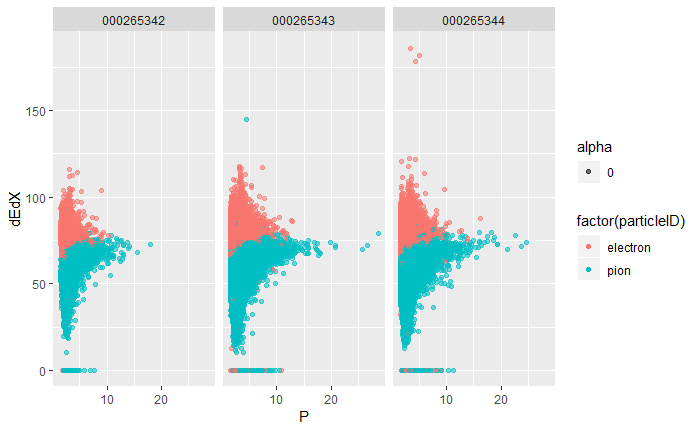 000265342 000265343 000265344
150
100
50
0
dEdX
10 20 10 20 10 20
P
alpha
0
factor(particleID)
electron
pion